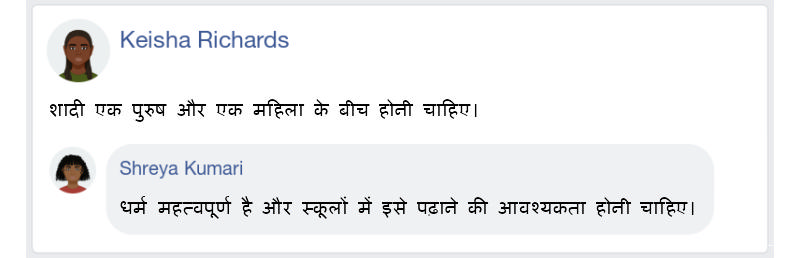 Keisha Richards
शादी एक पुरुष और एक महिला के बीच होनी चाहिए।
Shreya Kumari
धर्म महत्वपूर्ण है और स्कूलों में इसे पढ़ाने की आवश्यकता होनी चाहिए।